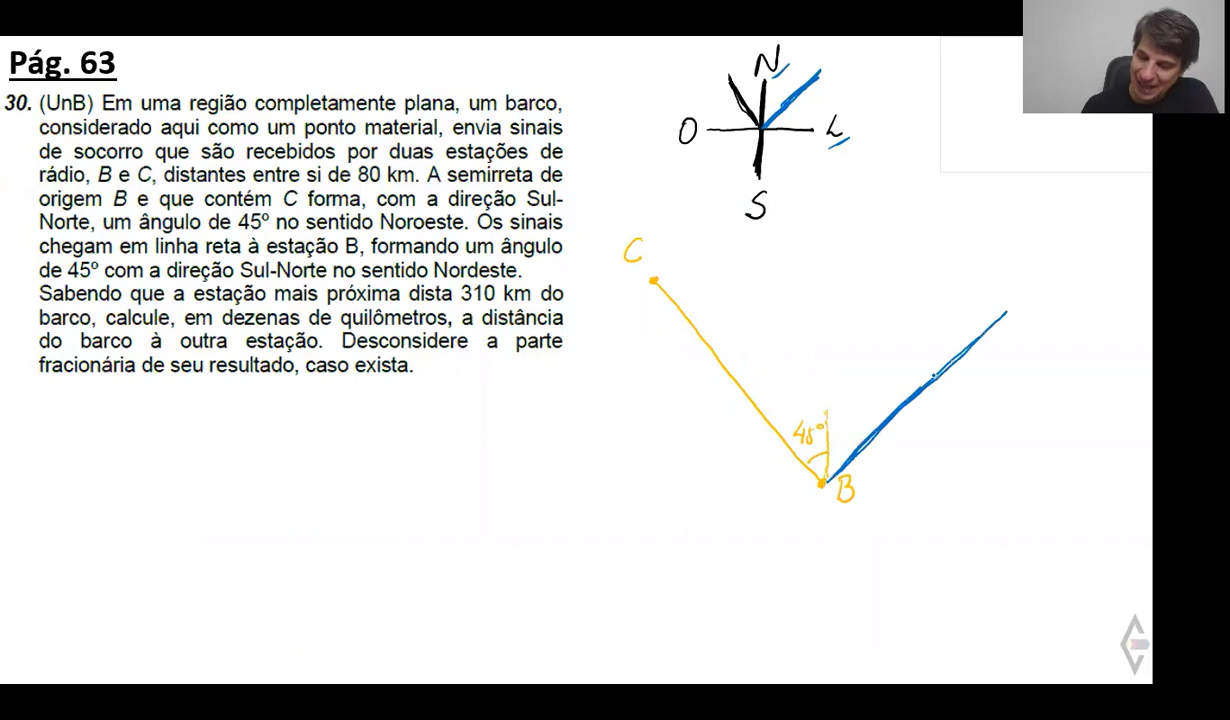 Pág. 63
30. (UnB) Em uma região completamente plana, um barco,
considerado aqui como um ponto material, envia sinais
de socorro que são recebidos por duas estações de
rádio, B e C, distantes entre si de 80 km. A semirreta de
origem B e que contém C forma, com a direção Sul-
Norte, um ângulo de 45º no sentido Noroeste. Os sinais
chegam em linha reta à estação B, formando um ângulo
de 45º com a direção Sul-Norte no sentido Nordeste.
Sabendo que a estação mais próxima dista 310 km do
barco, calcule, em dezenas de quilômetros, a distância
do barco à outra estação. Desconsidere a parte
fracionária de seu resultado, caso exista.
N
O
L
S
C
45°
B